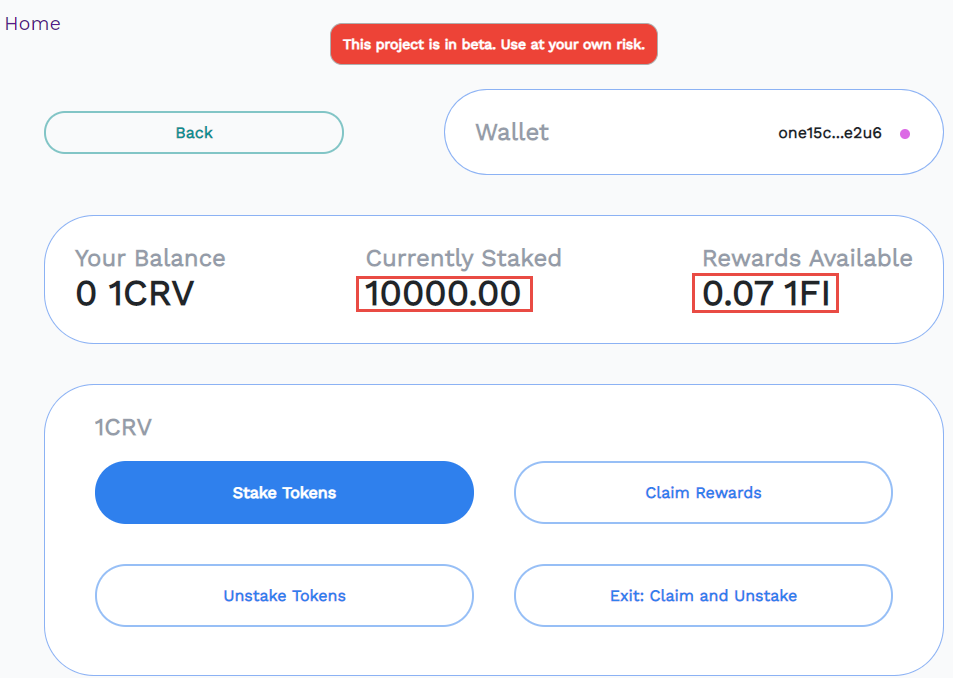 Home
This project is in beta. Use at your own risk.
Back
Wallet
one15c...e2u6
Your Balance
0 1CRV
Currently Staked
10000.00
Rewards Available
0.07 1FI
1CRV
Stake Tokens
Claim Rewards
Unstake Tokens
Exit: Claim and Unstake